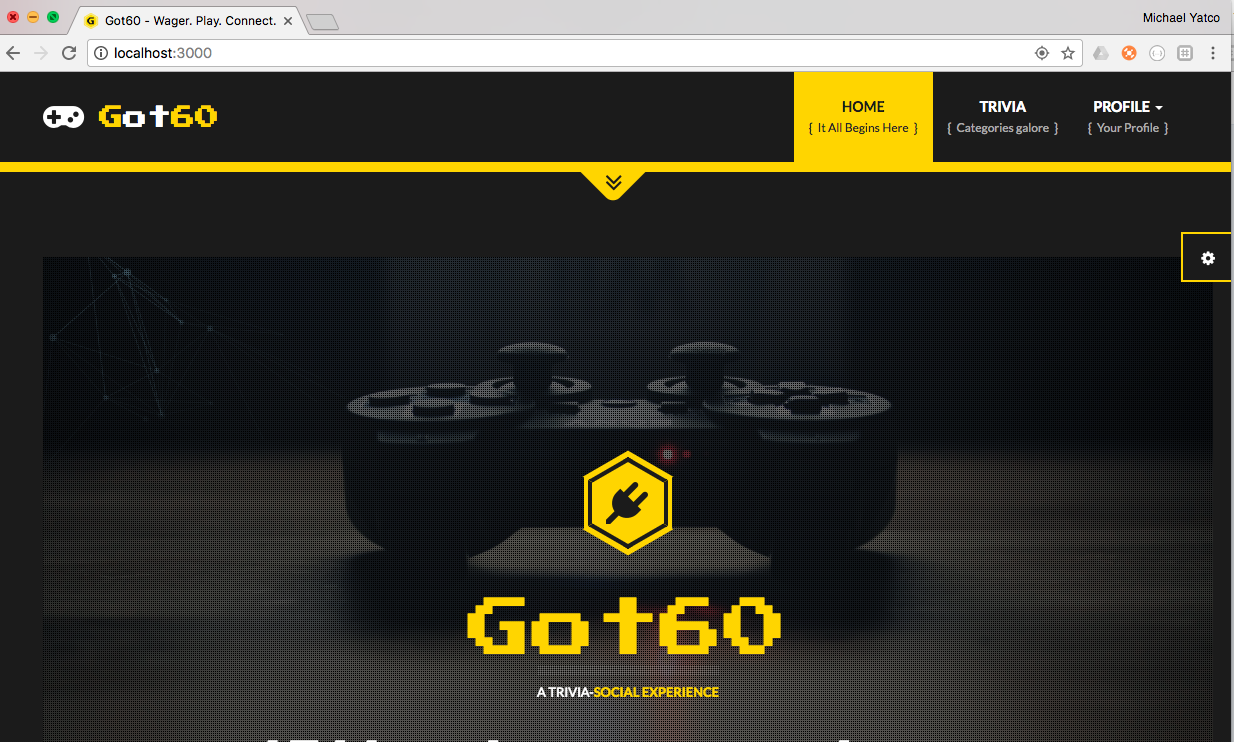 Michael Yatco
G Got60 - Wager. Play. Connect.
localhost:3000
Got60
HOME
{ It All Begins Here }
TRIVIA
{ Categories galore }
PROFILE
{ Your Profile }
Got60
A TRIVIA-SOCIAL EXPERIENCE